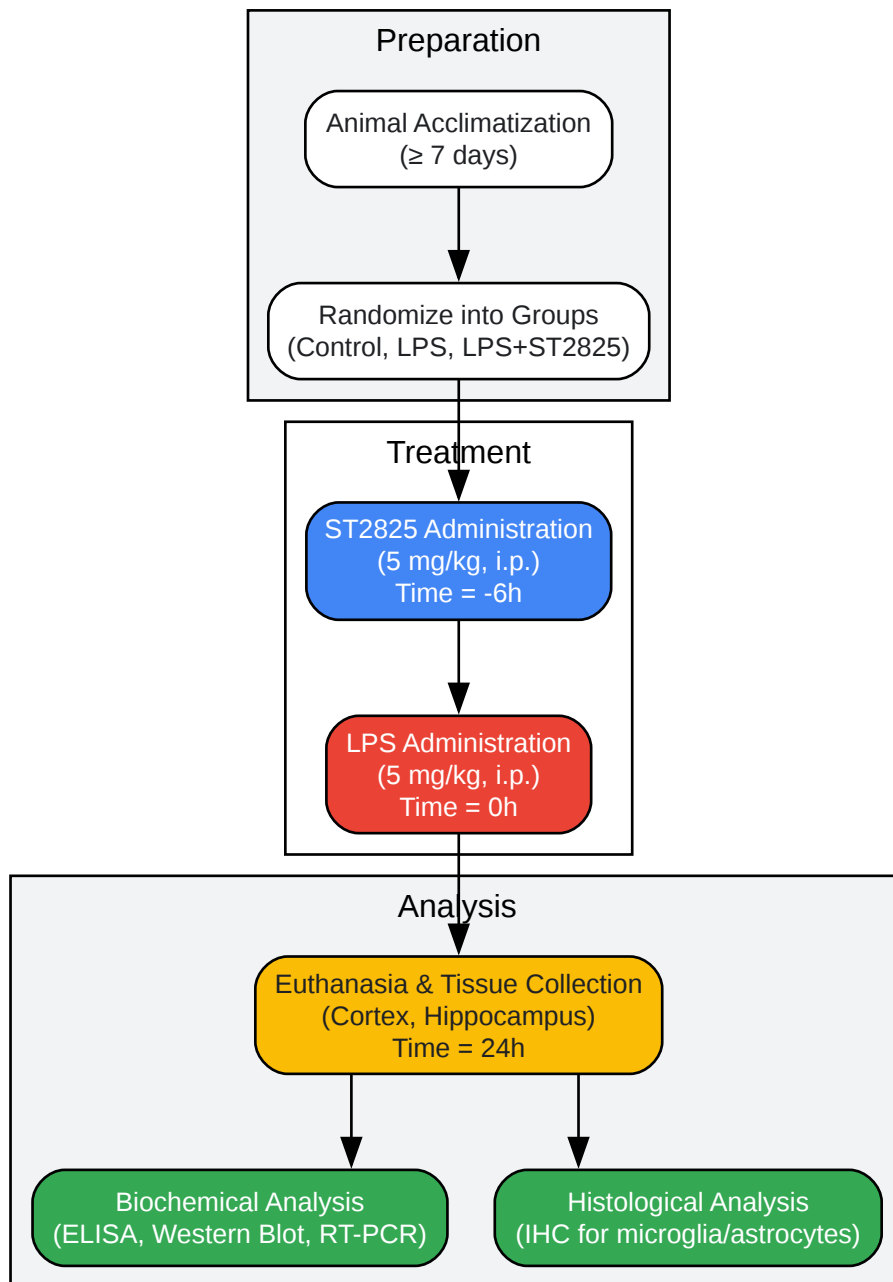 Preparation
Animal Acclimatization
(≥ 7 days)
Randomize into Groups
(Control, LPS, LPS+ST2825)
Treatment
ST2825 Administration
(5 mg/kg, i.p.)
Time = -6h
LPS Administration
(5 mg/kg, i.p.)
Time = 0h
Analysis
Euthanasia & Tissue Collection
(Cortex, Hippocampus)
Time = 24h
Biochemical Analysis
(ELISA, Western Blot, RT-PCR)
Histological Analysis
(IHC for microglia/astrocytes)